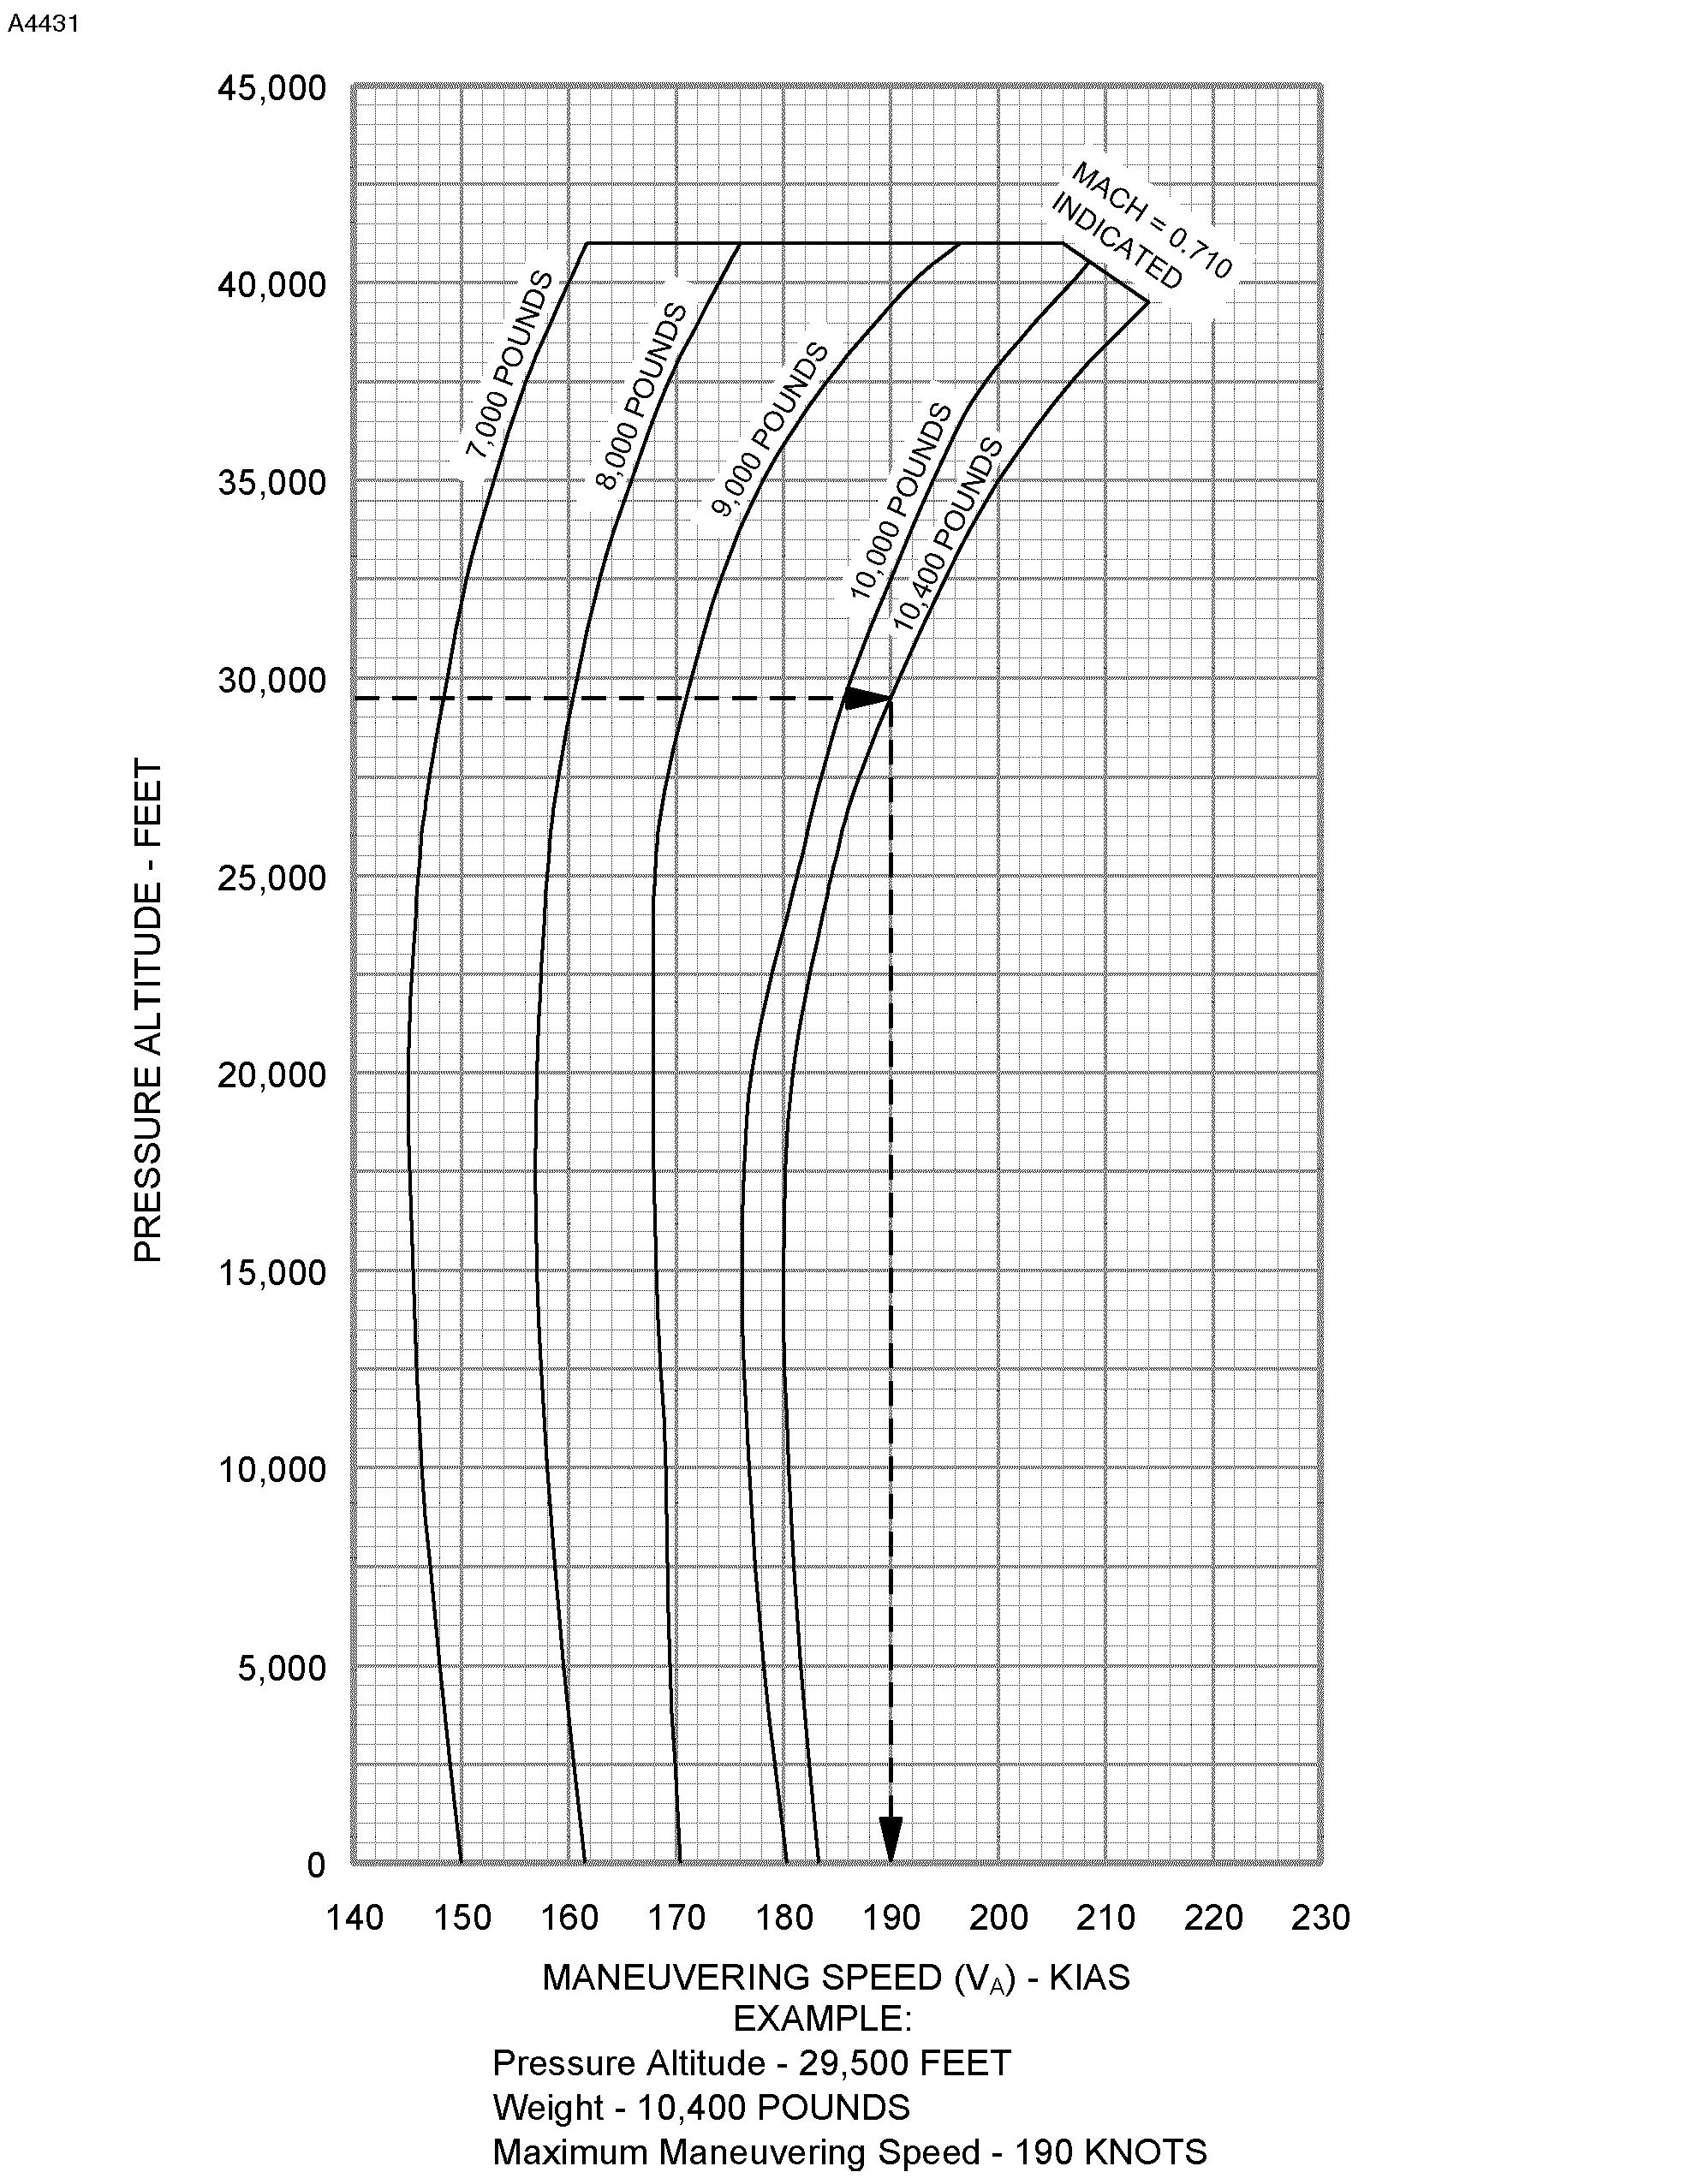 A4431
45,000
MACH = 0.710
INDICATED
40,000
7,000 POUNDS
8,000 POUNDS
9,000 POUNDS
10,000 POUNDS
10,400 POUNDS
35,000
30,000
25,000
20,000
15,000
10,000
5,000
0
PRESSURE ALTITUDE - FEET
140 150 160 170 180 190 200 210 220 230
MANEUVERING SPEED (VA) - KIAS
EXAMPLE:
Pressure Altitude - 29,500 FEET
Weight - 10,400 POUNDS
Maximum Maneuvering Speed - 190 KNOTS